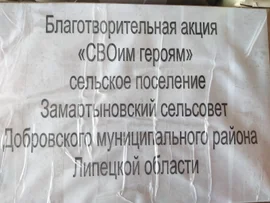 Благотворительная акция
«СВОим героям»
сельское поселение
Замартыновский сельсовет
Добровского муниципального района
Липецкой области